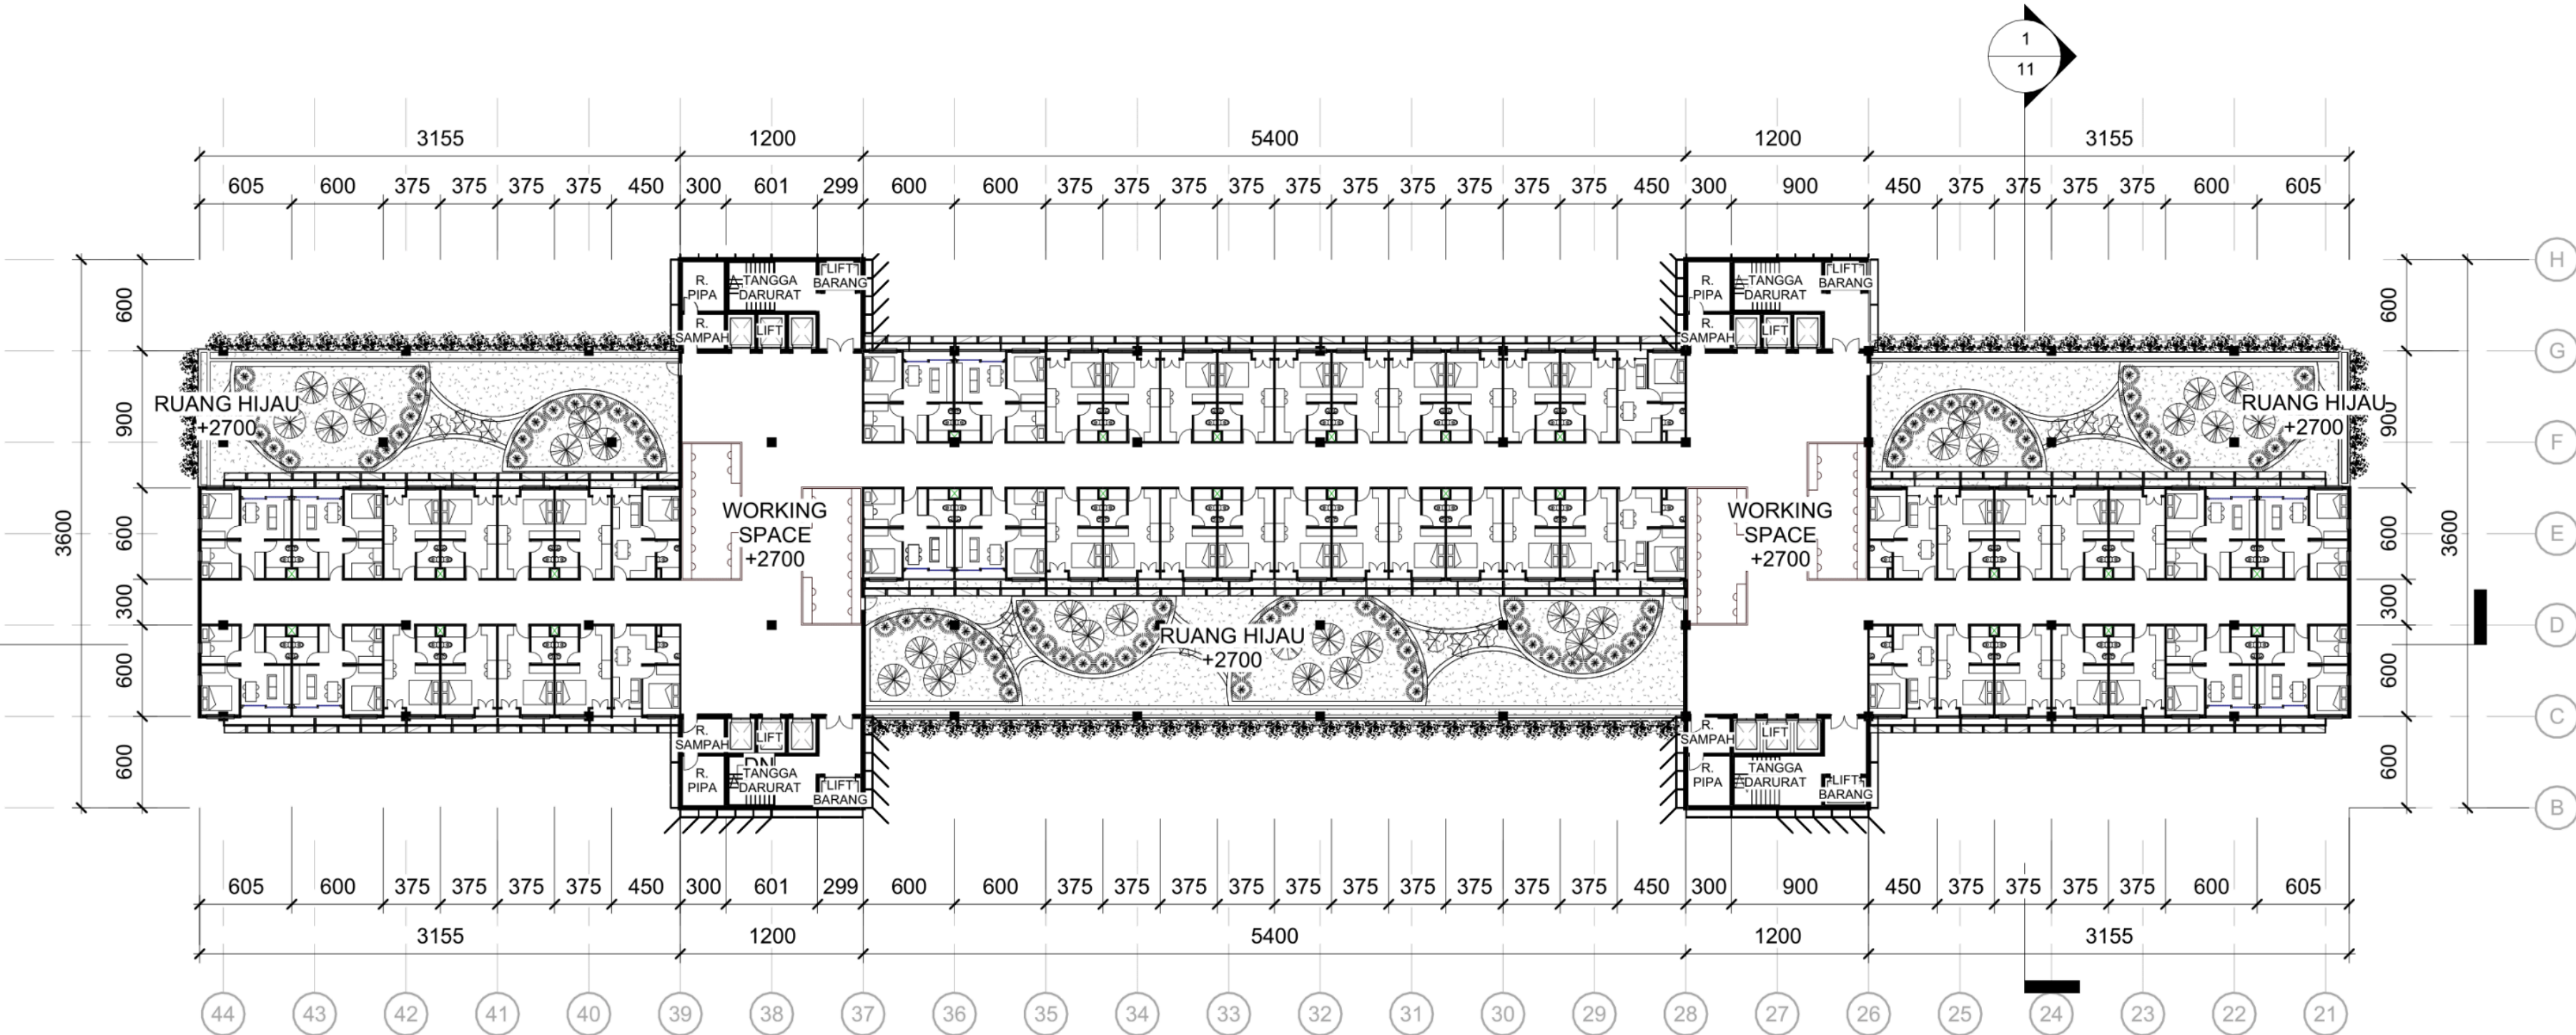 1
11
3155 1200 5400 1200 3155
605 600 375 375 375 375 450 300 601 299 600 600 375 375 375 375 375 375 375 375 375 375 450 300 900 450 375 375 375 375 600 605
H
G
F
E
D
C
B
3600
600
900
600
300
600
600
600
900
600
300
600
600
3600
R.
PIPA
TANGGA
DARURAT
LIFT
BARANG
R.
SAMPAH
LIFT
R.
PIPA
TANGGA
DARURAT
LIFT
BARANG
R.
SAMPAH
LIFT
RUANG HIJAU
+2700
RUANG HIJAU
+2700
WORKING
SPACE
+2700
WORKING
SPACE
+2700
RUANG HIJAU
+2700
R.
SAMPAH
LIFT
DN
R.
PIPA
TANGGA
DARURAT
LIFT
BARANG
R.
SAMPAH
LIFT
R.
PIPA
TANGGA
DARURAT
LIFT
BARANG
605 600 375 375 375 375 450 300 601 299 600 600 375 375 375 375 375 375 375 375 375 375 450 300 900 450 375 375 375 375 600 605
3155 1200 5400 1200 3155
44 43 42 41 40 39 38 37 36 35 34 33 32 31 30 29 28 27 26 25 24 23 22 21